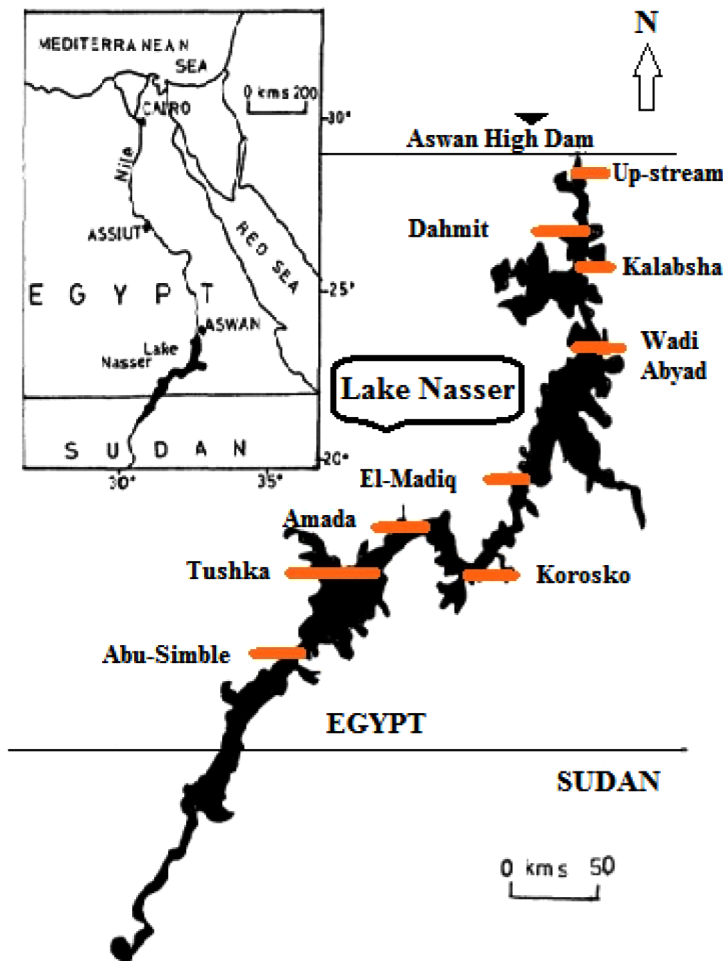 MEDITERRANEAN
SEA
0 kms 200
CAIRO
Nile
ASSIUT
RED SEA
EGYPT
ASWAN
Lake
Nasser
SUDAN
30°
35°
30°
25°
20°
N
Aswan High Dam
Up-stream
Dahmit
Kalabsha
Wadi
Abyad
Lake Nasser
El-Madiq
Amada
Tushka
Korosko
Abu-Simble
EGYPT
SUDAN
0 kms 50